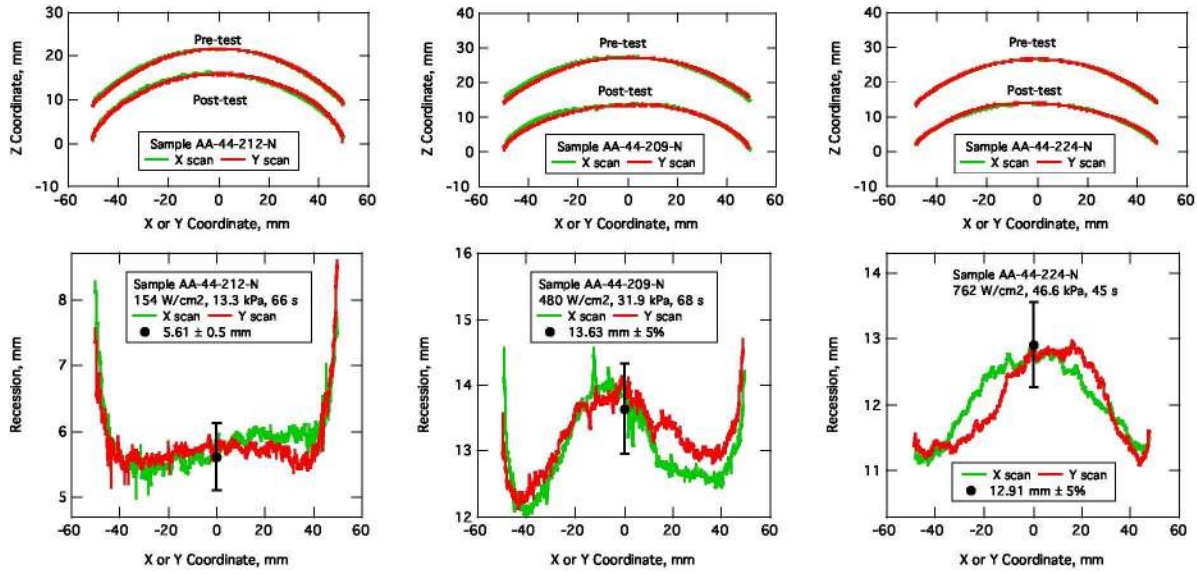 30
20
10
0
-10
Z Coordinate, mm
Pre-test
Post-test
Sample AA-44-212-N
X scan Y scan
-60 -40 -20 0 20 40 60
X or Y Coordinate, mm
40
30
20
10
0
-10
Z Coordinate, mm
Pre-test
Post-test
Sample AA-44-209-N
X scan Y scan
-60 -40 -20 0 20 40 60
X or Y Coordinate, mm
40
30
20
10
0
-10
Z Coordinate, mm
Pre-test
Post-test
Sample AA-44-224-N
X scan Y scan
-60 -40 -20 0 20 40 60
X or Y Coordinate, mm
8
7
6
5
Recession, mm
Sample AA-44-212-N
154 W/cm2, 13.3 kPa, 66 s
X scan Y scan
5.61 ± 0.5 mm
-60 -40 -20 0 20 40 60
X or Y Coordinate, mm
16
15
14
13
12
Recession, mm
Sample AA-44-209-N
480 W/cm2, 31.9 kPa, 68 s
X scan Y scan
13.63 mm ± 5%
-60 -40 -20 0 20 40 60
X or Y Coordinate, mm
14
13
12
11
Recession, mm
Sample AA-44-224-N
762 W/cm2, 46.6 kPa, 45 s
X scan Y scan
12.91 mm ± 5%
-60 -40 -20 0 20 40 60
X or Y Coordinate, mm